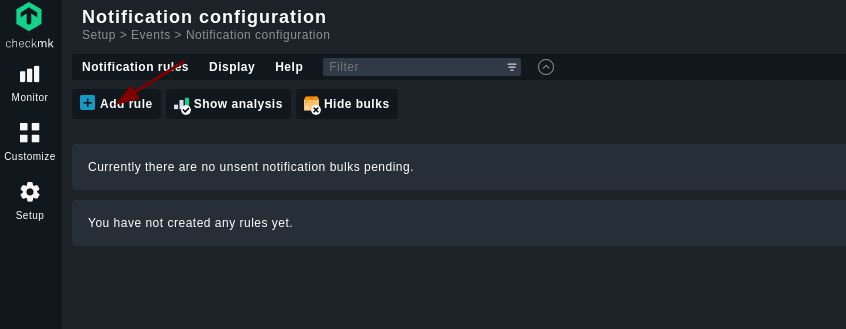 Notification configuration
Setup > Events > Notification configuration
checkmk
Notification rules Display Help Filter
Monitor
Add rule Show analysis Hide bulks
Customize
Currently there are no unsent notification bulks pending.
Setup
You have not created any rules yet.